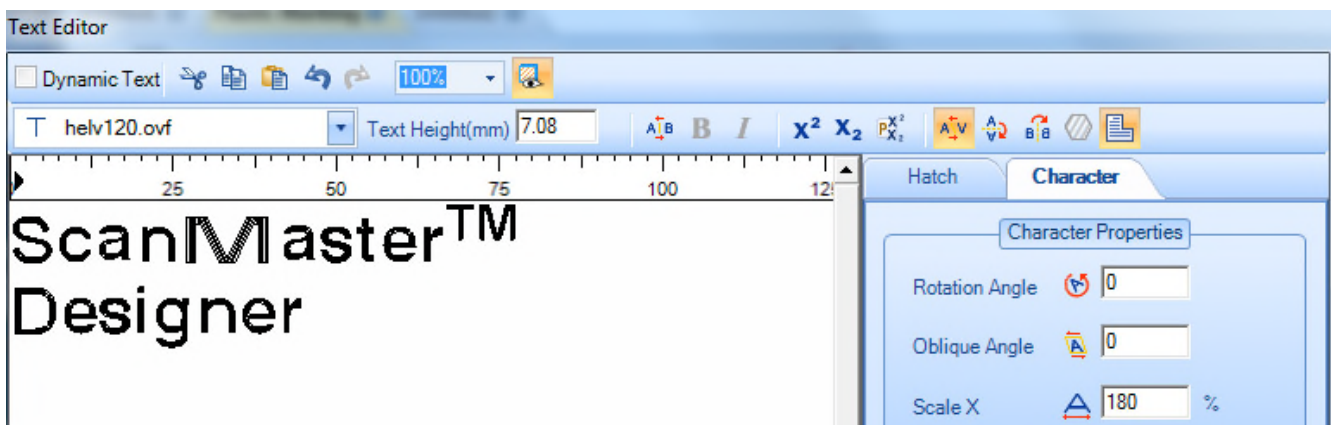 Text Editor
Dynamic Text 100%
helv120.ovf Text Height(mm) 7.08 B I X² X₂
25 50 75 100 125
Hatch Character
ScanMaster™
Designer
Character Properties
Rotation Angle 0
Oblique Angle 0
Scale X 180 %